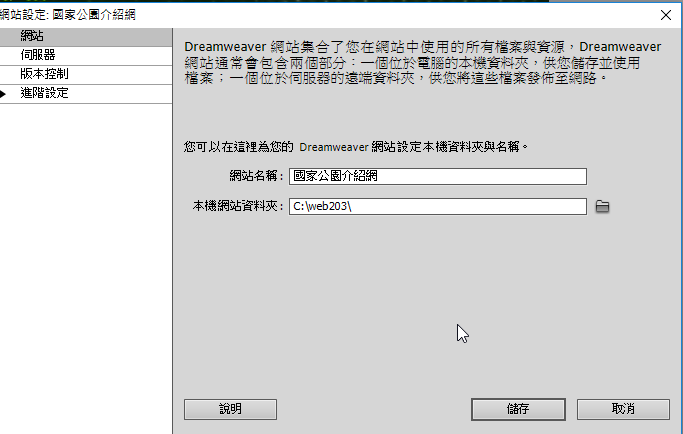 網站設定: 國家公園介紹網
網站
伺服器
版本控制
進階設定
Dreamweaver 網站集合了您在網站中使用的所有檔案與資源，Dreamweaver
網站通常會包含兩個部分：一個位於電腦的本機資料夾，供您儲存並使用
檔案；一個位於伺服器的遠端資料夾，供您將這些檔案發佈至網路。
您可以在這裡為您的 Dreamweaver 網站設定本機資料夾與名稱。
網站名稱: 國家公園介紹網
本機網站資料夾: C:\web203\
說明
儲存
取消